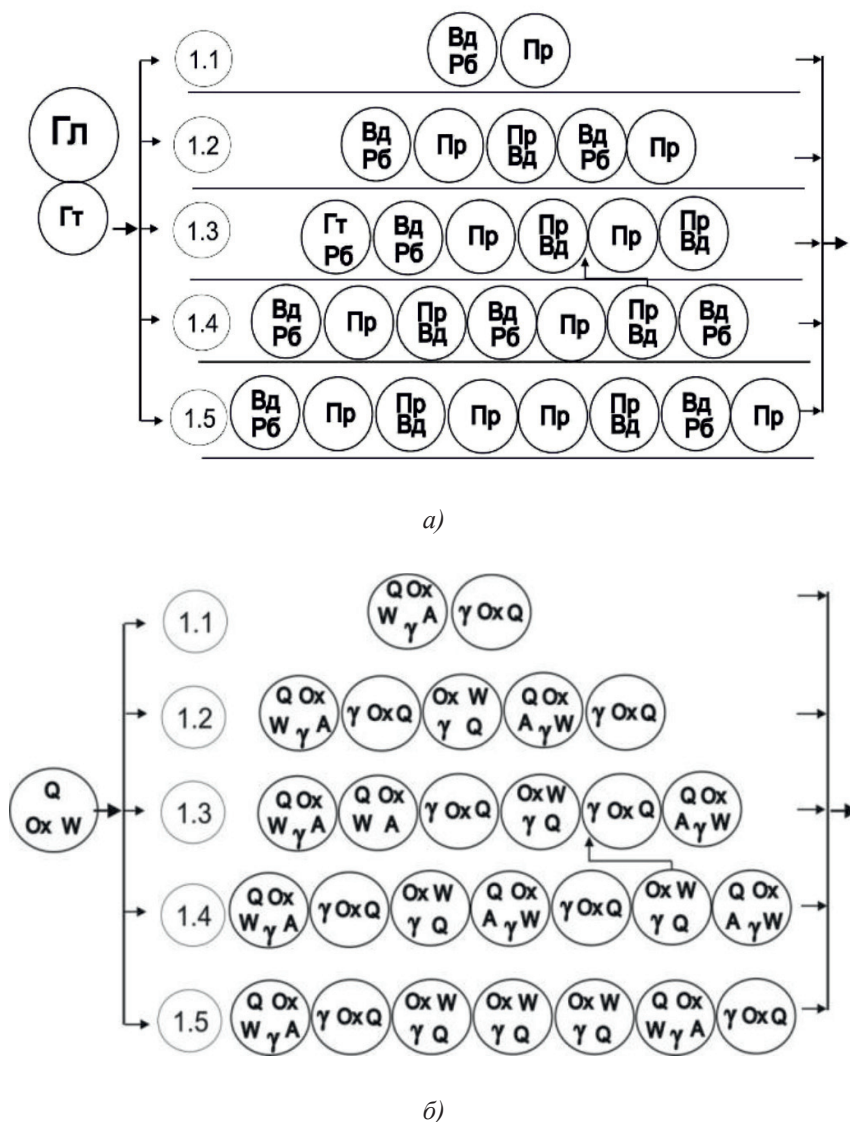 Гл
Гт
1.1 Вд Рб Пр
1.2 Вд Рб Пр Пр Вд Вд Рб Пр
1.3 Гт Рб Вд Рб Пр Пр Вд Пр Пр Вд
1.4 Вд Рб Пр Пр Вд Вд Рб Пр Пр Вд Вд Рб
1.5 Вд Рб Пр Пр Вд Пр Пр Пр Вд Вд Рб Пр
а)
Q
Ox W
1.1 Q Ox W γ A γ Ox Q
1.2 Q Ox W γ A γ Ox Q Ox W γ Q Q Ox A γ W γ Ox Q
1.3 Q Ox W γ A Q Ox W A γ Ox Q Ox W γ Q γ Ox Q Q Ox A γ W
1.4 Q Ox W γ A γ Ox Q Ox W γ Q Q Ox A γ W γ Ox Q Ox W γ Q Q Ox A γ W
1.5 Q Ox W γ A γ Ox Q Ox W γ Q Ox W γ Q Ox W γ Q Q Ox W γ A γ Ox Q
б)